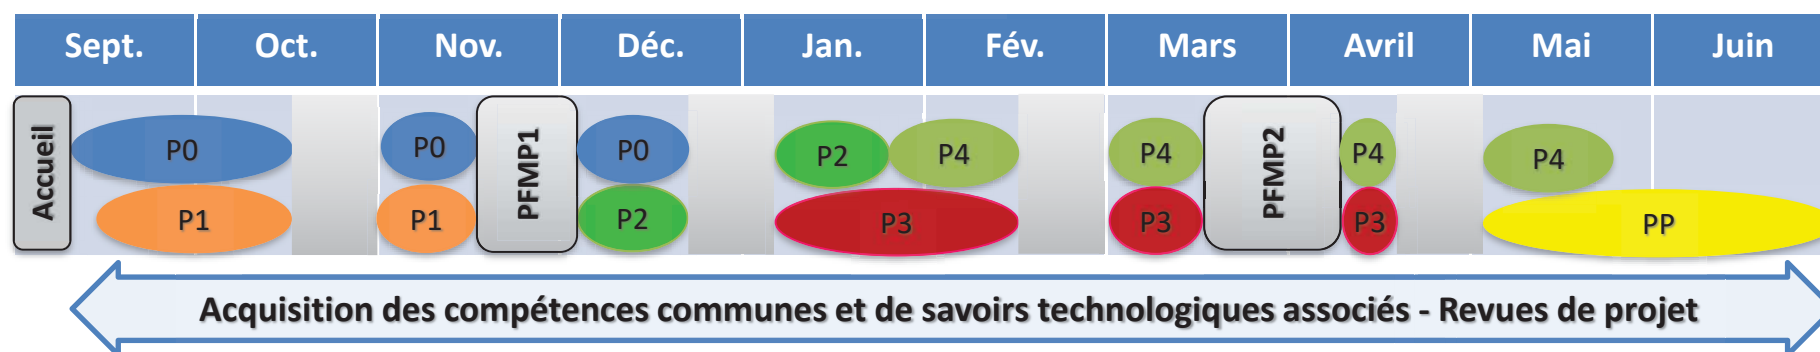 Sept. Oct. Nov. Déc. Jan. Fév. Mars Avril Mai Juin
Accueil
P0 P0 PFMP1 P0 P2 P4 P4 PFMP2 P4 P4
P1 P1 P2 P3 P3 P3 PP
Acquisition des compétences communes et de savoirs technologiques associés - Revues de projet